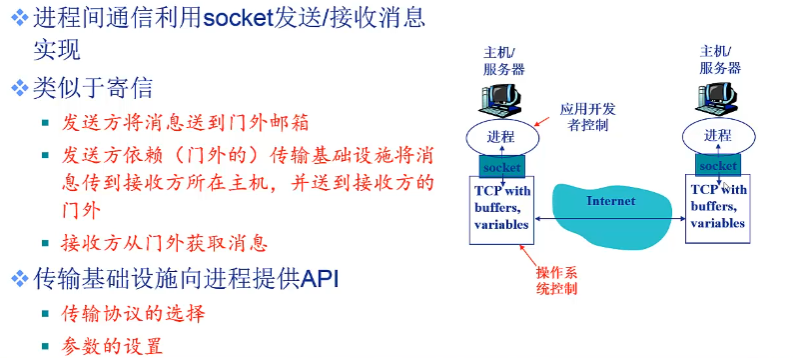 进程间通信利用socket发送/接收消息
实现
类似于寄信
发送方将消息送到门外邮箱
发送方依赖（门外的）传输基础设施将消
息传到接收方所在主机，并送到接收方的
门外
接收方从门外获取消息
传输基础设施向进程提供API
传输协议的选择
参数的设置
主机/
服务器
进程
socket
TCP with
buffers,
variables
应用开发
者控制
Internet
操作系
统控制
主机/
服务器
进程
socket
TCP with
buffers,
variables